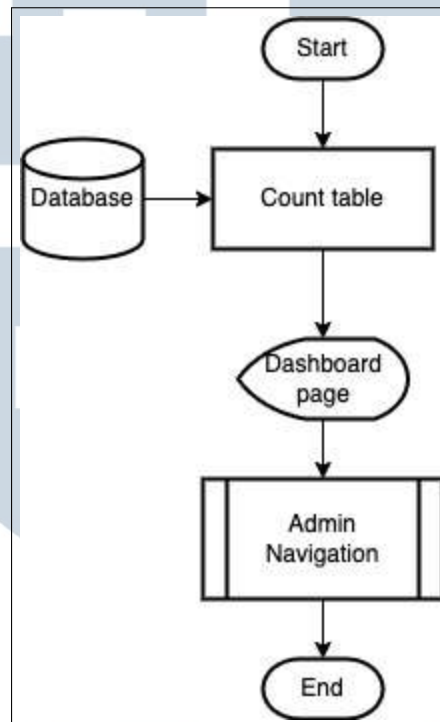 Start
Database
Count table
Dashboard
page
Admin
Navigation
End